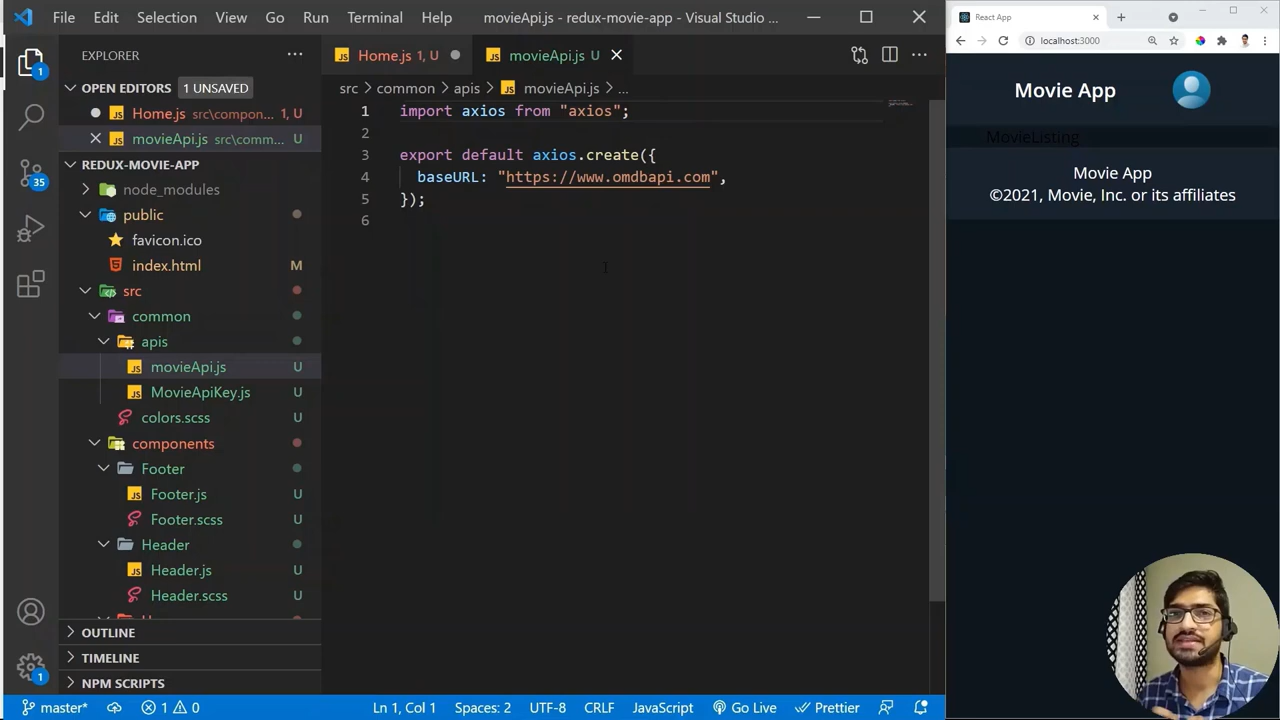 File Edit Selection View Go Run Terminal Help movieApi.js - redux-movie-app - Visual Studio ...
EXPLORER
OPEN EDITORS 1 UNSAVED
Home.js src\compon... 1, U
movieApi.js src\comm... U
REDUX-MOVIE-APP
node_modules
public
favicon.ico
index.html M
src
common
apis
movieApi.js U
MovieApiKey.js U
colors.scss U
components
Footer
Footer.js U
Footer.scss U
Header
Header.js U
Header.scss U
OUTLINE
TIMELINE
NPM SCRIPTS
1
35
1
Home.js 1, U
movieApi.js U
src > common > apis > movieApi.js > ...
1 import axios from "axios";
2
3 export default axios.create({
4 baseURL: "https://www.omdbapi.com",
5 });
6
master* 1 0 Ln 1, Col 1 Spaces: 2 UTF-8 CRLF JavaScript Go Live Prettier
React App
localhost:3000
Movie App
MovieListing
Movie App
©2021, Movie, Inc. or its affiliates